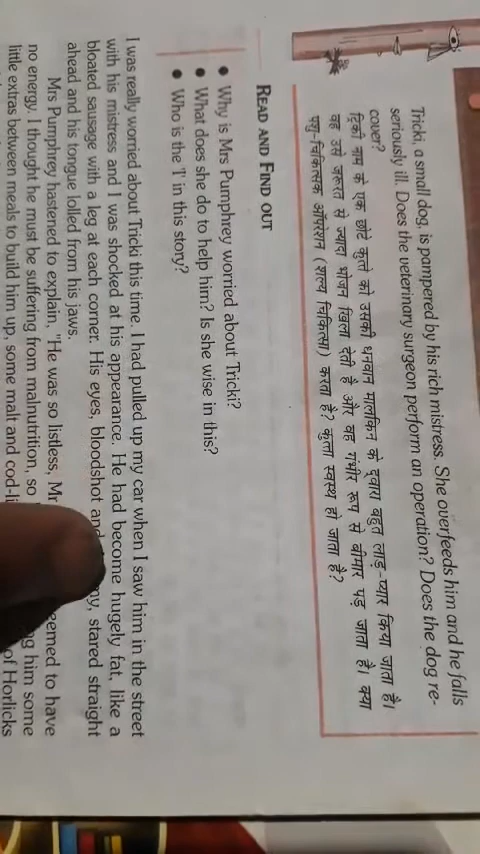 Tricki, a small dog, is pampered by his rich mistress. She overfeeds him and he falls
seriously ill. Does the veterinary surgeon perform an operation? Does the dog re-
cover?
ट्रिकी नाम के एक छोटे कुत्ते को उसकी धनवान मालकिन के द्वारा बहुत लाड़-प्यार किया जाता है।
वह उसे जरूरत से ज्यादा भोजन खिला देती है और वह गंभीर रूप से बीमार पड़ जाता है। क्या
पशु-चिकित्सक ऑपरेशन (शल्य चिकित्सा) करता है? कुत्ता स्वस्थ हो जाता है?
READ AND FIND OUT
• Why is Mrs Pumphrey worried about Tricki?
• What does she do to help him? Is she wise in this?
• Who is the 'I' in this story?
I was really worried about Tricki this time. I had pulled up my car when I saw him in the street
with his mistress and I was shocked at his appearance. He had become hugely fat, like a
bloated sausage with a leg at each corner. His eyes, bloodshot and stared straight
ahead and his tongue lolled from his jaws.
Mrs Pumphrey hastened to explain, "He was so listless, Mr to have
no energy. I thought he must be suffering from malnutrition, so him some
little extras between meals to build him up, some malt and of Horlicks